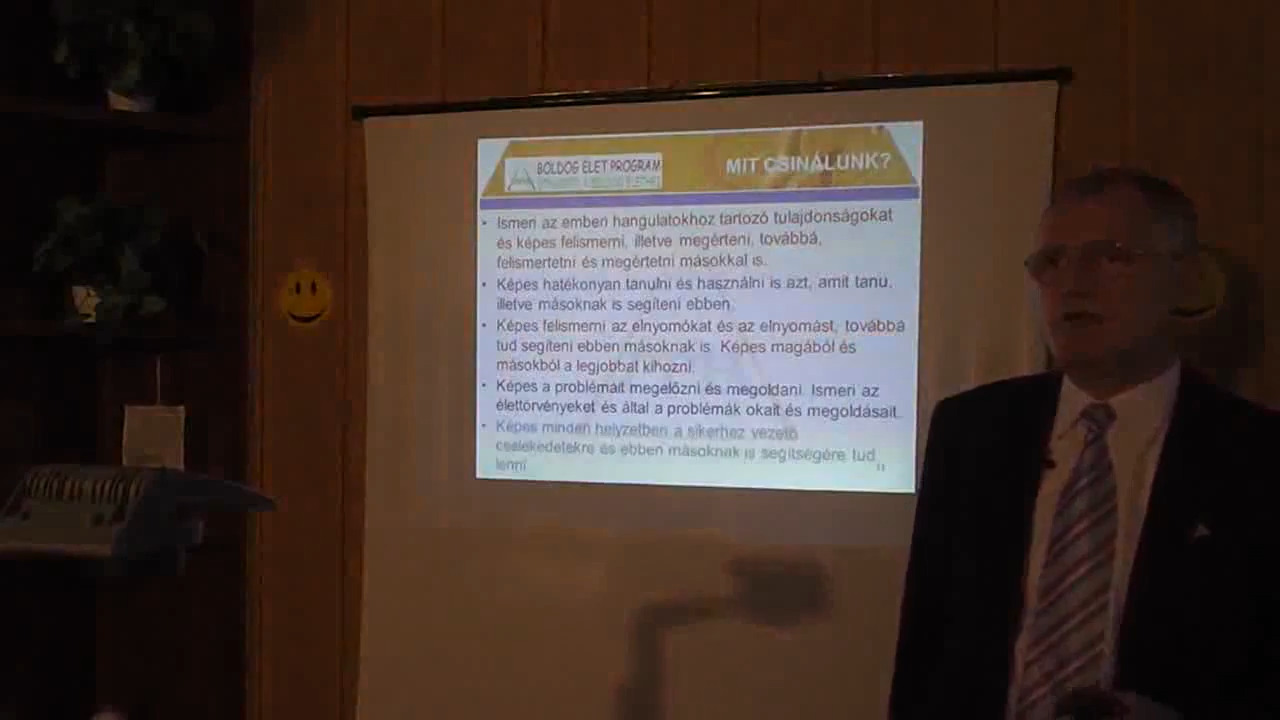 BOLDOG ÉLET PROGRAM
MIT CSINÁLUNK?
• Ismeri az emberi hangulatokhoz tartozó tulajdonságokat
és képes felismerni, illetve megérteni, továbbá,
felismertetni és megértetni másokkal is.
• Képes hatékonyan tanulni és használni is azt, amit tanu,
illetve másoknak is segíteni ebben.
• Képes felismerni az elnyomókat és az elnyomást, továbbá
tud segíteni ebben másoknak is. Képes magából és
másokból a legjobbat kihozni.
• Képes a problémáit megelőzni és megoldani. Ismeri az
élettörvényeket és által a problémák okait és megoldásait.
• Képes minden helyzetben a sikerhez vezető
cselekedetekre és ebben másoknak is segítségére tud
lenni
11